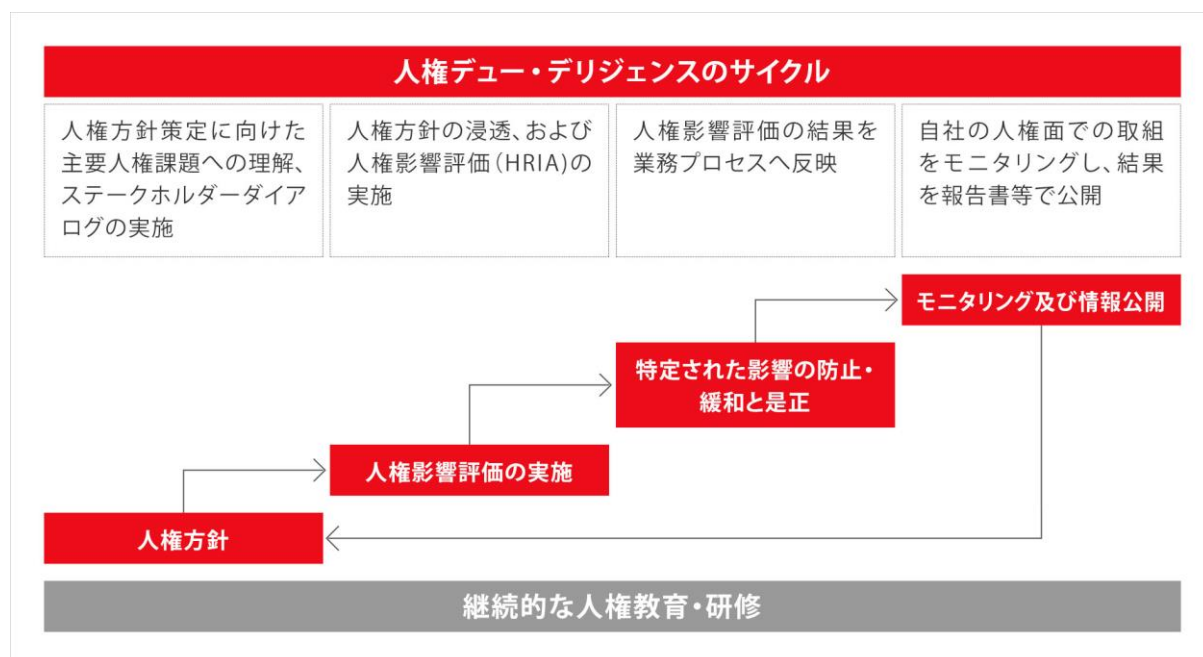 人権デュー・デリジェンスのサイクル
人権方針策定に向けた
主要人権課題への理解、
ステークホルダーダイア
ログの実施
人権方針の浸透、および
人権影響評価(HRIA)の
実施
人権影響評価の結果を
業務プロセスへ反映
自社の人権面での取組
をモニタリングし、結果
を報告書等で公開
モニタリング及び情報公開
特定された影響の防止・
緩和と是正
人権影響評価の実施
人権方針
継続的な人権教育・研修